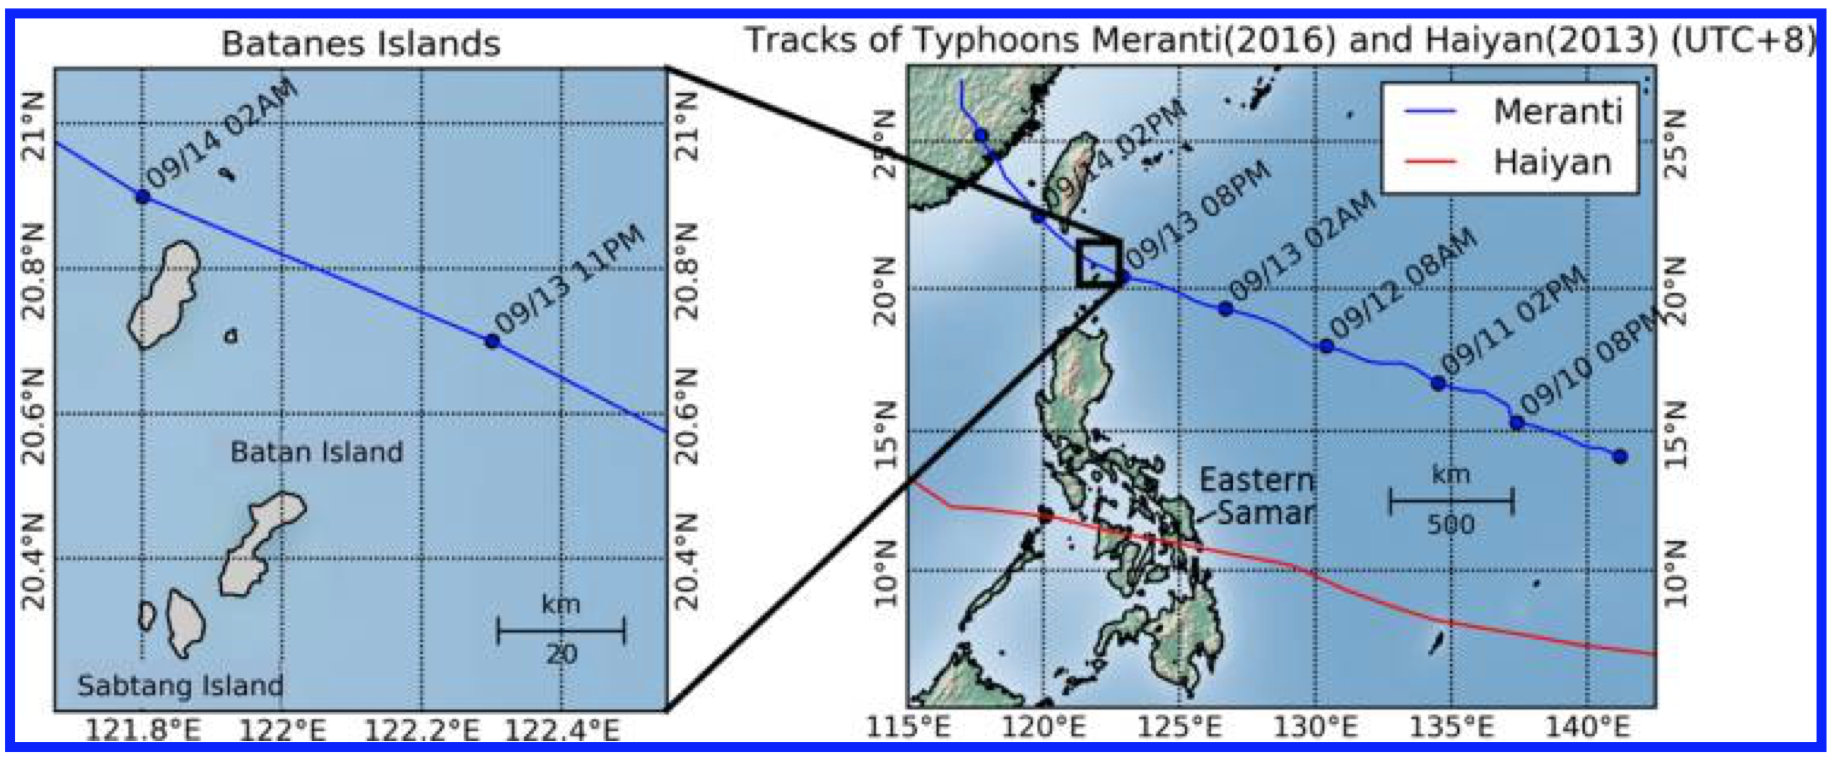 Batanes Islands
21°N
20.8°N
20.6°N
20.4°N
09/14 02AM
09/13 11PM
Batan Island
Sabtang Island
km
20
21°N
20.8°N
20.6°N
20.4°N
121.8°E 122°E 122.2°E 122.4°E
Tracks of Typhoons Meranti(2016) and Haiyan(2013) (UTC+8)
Meranti
Haiyan
25°N
20°N
15°N
10°N
09/14 02PM
09/13 08PM
09/13 02AM
09/12 08AM
09/11 02PM
09/10 08PM
Eastern
Samar
km
500
25°N
20°N
15°N
10°N
115°E 120°E 125°E 130°E 135°E 140°E